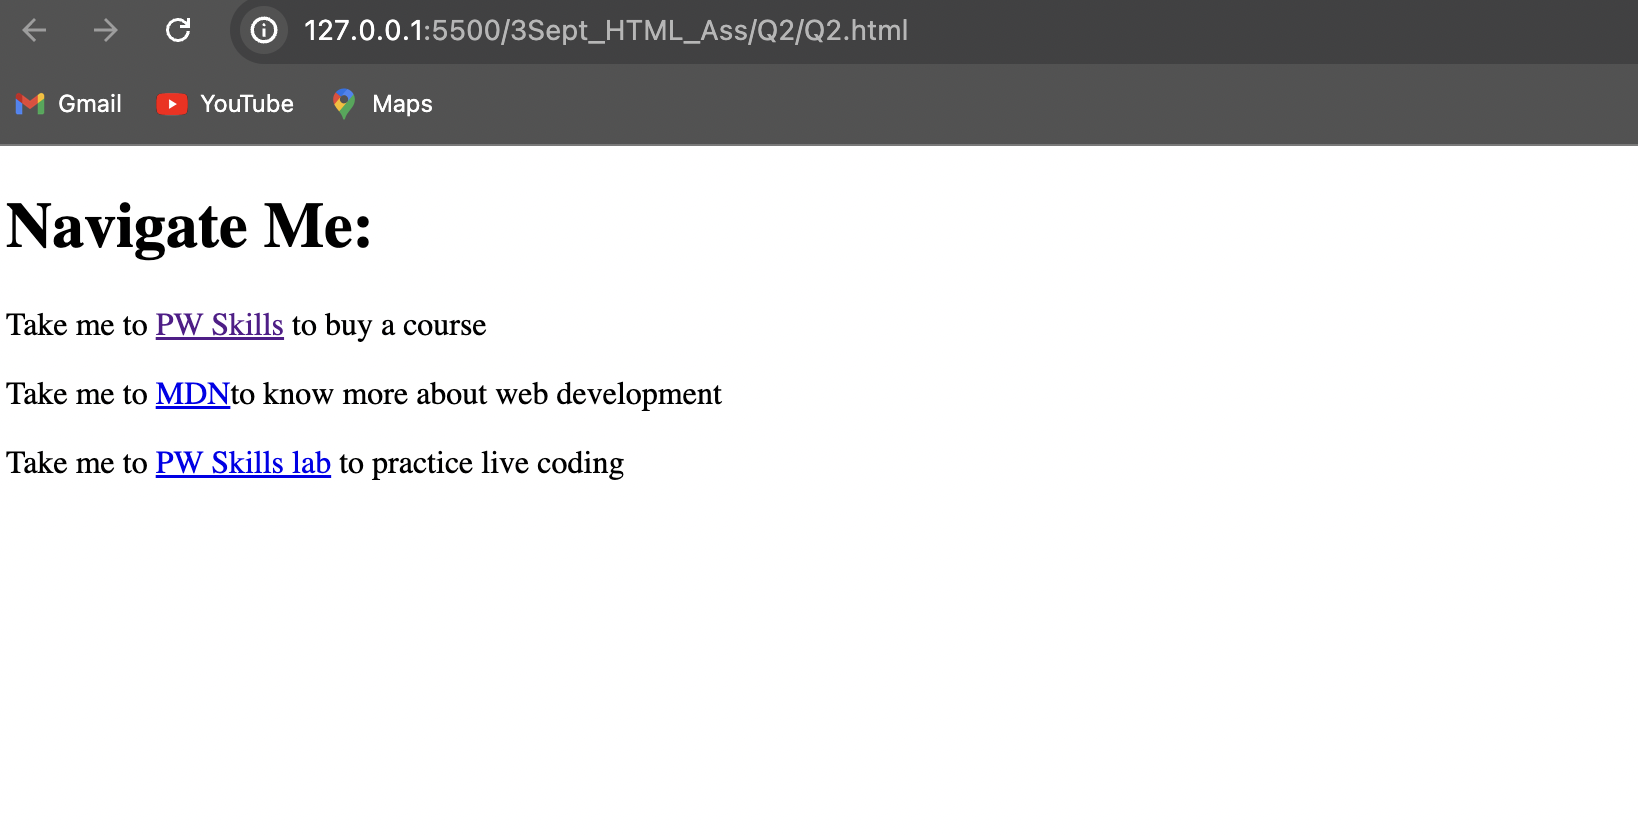 127.0.0.1:5500/3Sept_HTML_Ass/Q2/Q2.html
Gmail YouTube Maps
Navigate Me:
Take me to PW Skills to buy a course
Take me to MDNto know more about web development
Take me to PW Skills lab to practice live coding